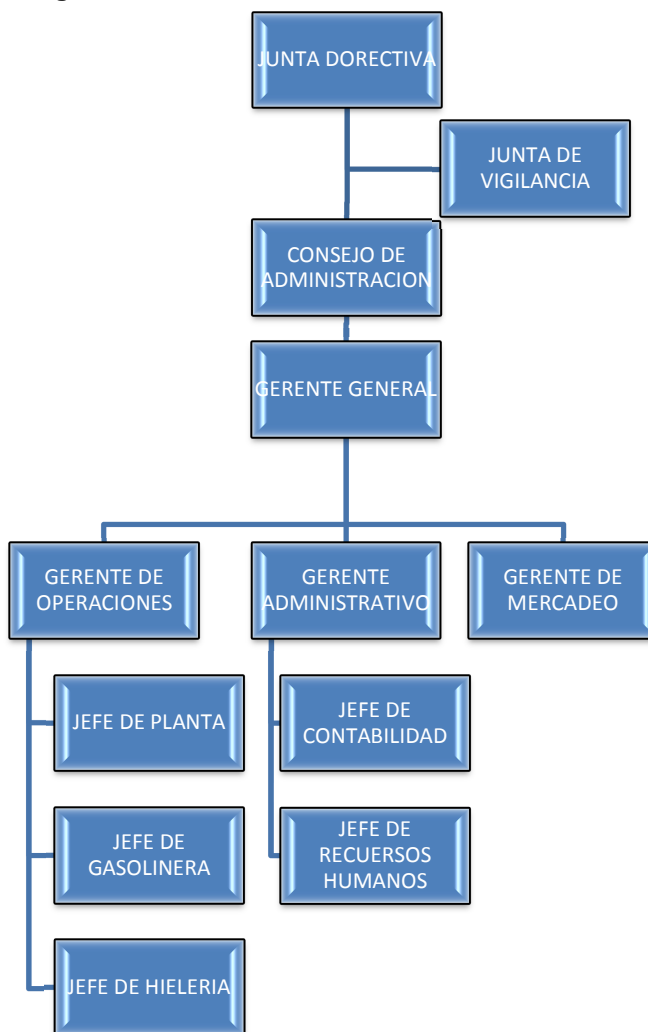 JUNTA DORECTIVA
JUNTA DE
VIGILANCIA
CONSEJO DE
ADMINISTRACION
GERENTE GENERAL
GERENTE DE
OPERACIONES
GERENTE
ADMINISTRATIVO
GERENTE DE
MERCADEO
JEFE DE PLANTA
JEFE DE
CONTABILIDAD
JEFE DE
GASOLINERA
JEFE DE
RECUERSOS
HUMANOS
JEFE DE HIELERIA